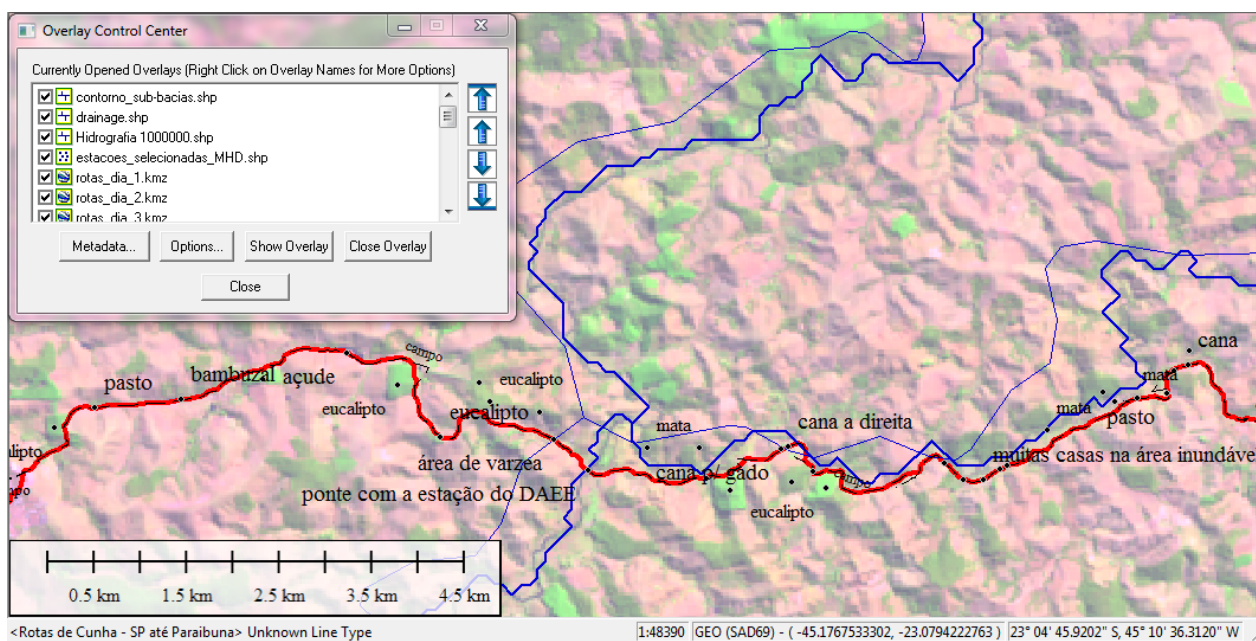 Overlay Control Center
Currently Opened Overlays (Right Click on Overlay Names for More Options)
contorno_sub-bacias.shp
drainage.shp
Hidrografia 1000000.shp
estacoes_selecionadas_MHD.shp
rotas_dia_1.kmz
rotas_dia_2.kmz
rotas_dia_3.kmz
Metadata...
Options...
Show Overlay
Close Overlay
Close
campo
cana
pasto
bambuzal
açude
mata
eucalipto
eucalipto
eucalipto
mata
pasto
cana a direita
mata
alipto
área de varzea
cana p/ gado
campo
muitas casas na área inundáve
ponte com a estação do DAEE
eucalipto
0.5 km
1.5 km
2.5 km
3.5 km
4.5 km
<Rotas de Cunha - SP até Paraibuna> Unknown Line Type
1:48390
GEO (SAD69) - ( -45.1767533302, -23.0794222763 )
23° 04' 45.9202" S, 45° 10' 36.3120" W